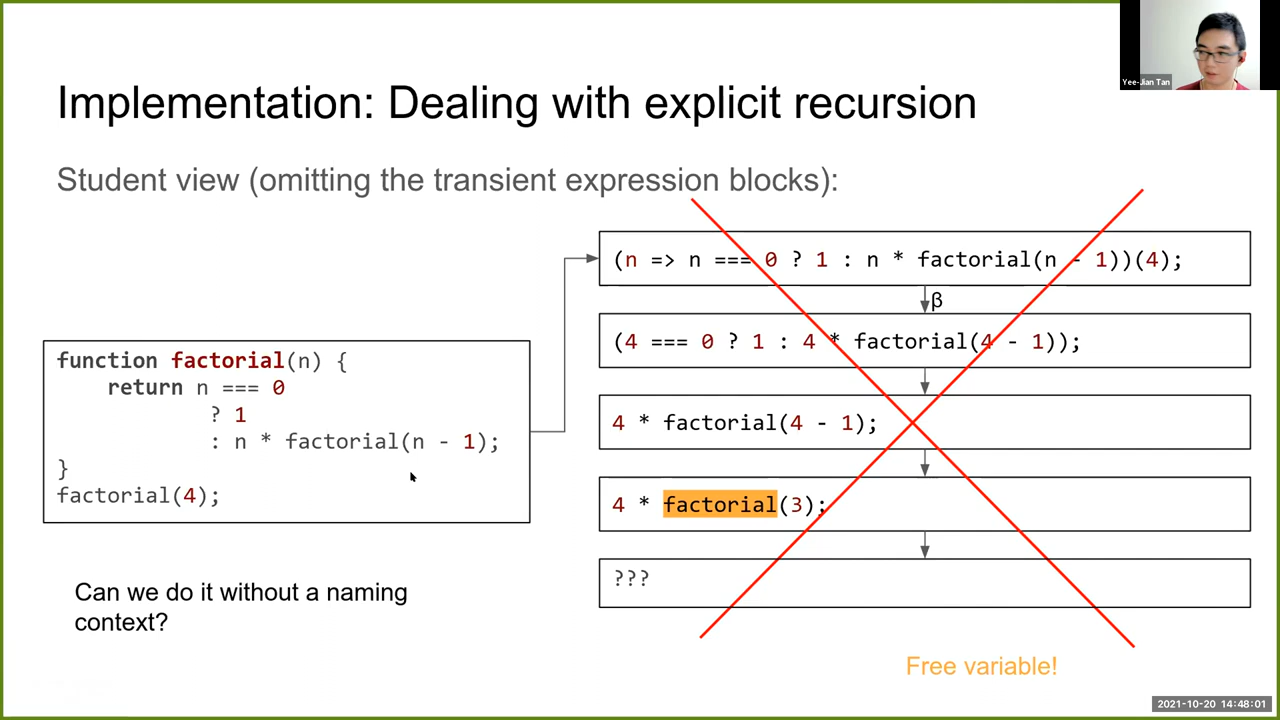 Yee-Jian Tan
Implementation: Dealing with explicit recursion
Student view (omitting the transient expression blocks):
function factorial(n) {
    return n === 0
            ? 1
            : n * factorial(n - 1);
}
factorial(4);
Can we do it without a naming
context?
(n => n === 0 ? 1 : n * factorial(n - 1))(4);
β
(4 === 0 ? 1 : 4 * factorial(4 - 1));
4 * factorial(4 - 1);
4 * factorial(3);
???
Free variable!
2021-10-20 14:48:01